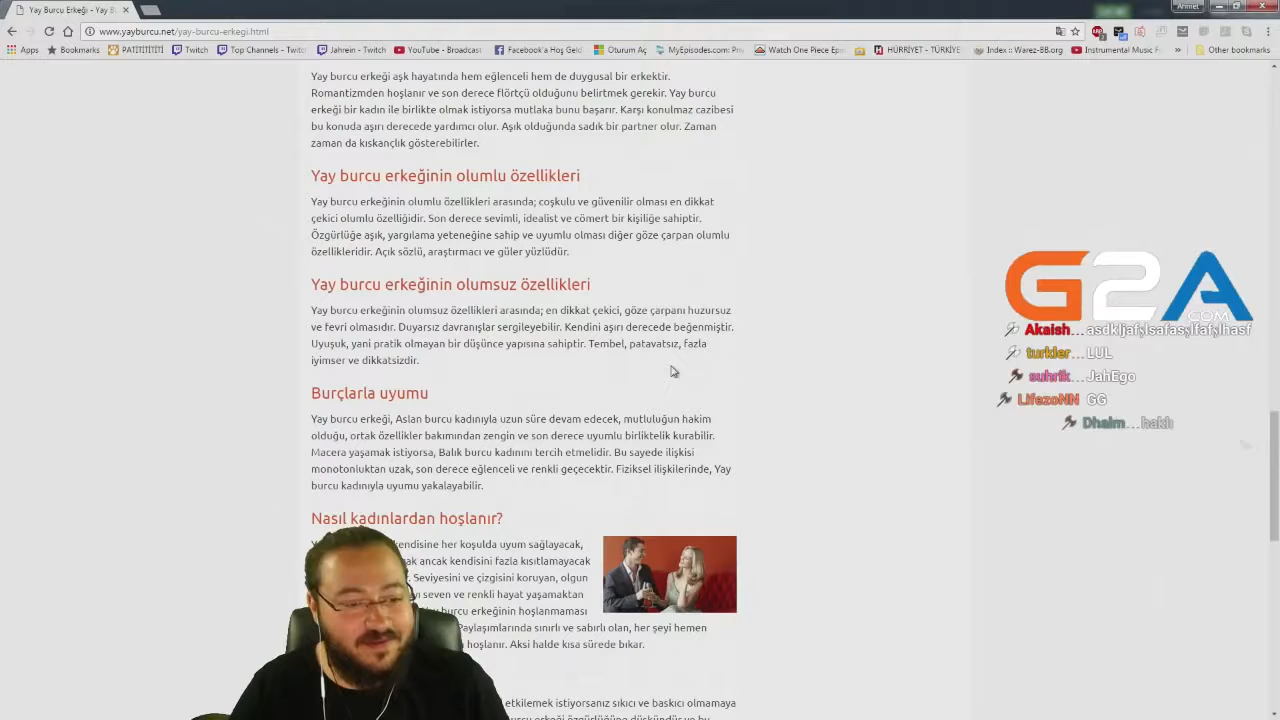 Yay Burcu Erkeği - Yay B
Ahmet
www.yayburcu.net/yay-burcu-erkegi.html
Apps
Bookmarks
Twitch
Top Channels - Twitc
Jahrein - Twitch
YouTube - Broadcast
Facebook'a Hoş Geld
Oturum Aç
MyEpisodes.com: Pri
Watch One Piece Epi
HÜRRİYET - TÜRKİYE
Index :: Warez-BB.org
Instrumental Music F
Other bookmarks
Yay burcu erkeği aşk hayatında hem eğlenceli hem de duygusal bir erkektir.
Romantizmden hoşlanır ve son derece flörtçü olduğunu belirtmek gerekir. Yay burcu
erkeği bir kadın ile birlikte olmak istiyorsa mutlaka bunu başarır. Karşı konulmaz cazibesi
bu konuda aşırı derecede yardımcı olur. Aşık olduğunda sadık bir partner olur. Zaman
zaman da kıskançlık gösterebilirler.
Yay burcu erkeğinin olumlu özellikleri
Yay burcu erkeğinin olumlu özellikleri arasında; coşkulu ve güvenilir olması en dikkat
çekici olumlu özelliğidir. Son derece sevimli, idealist ve cömert bir kişiliğe sahiptir.
Özgürlüğe aşık, yargılama yeteneğine sahip ve uyumlu olması diğer göze çarpan olumlu
özellikleridir. Açık sözlü, araştırmacı ve güler yüzlüdür.
Yay burcu erkeğinin olumsuz özellikleri
Yay burcu erkeğinin olumsuz özellikleri arasında; en dikkat çekici, göze çarpanı huzursuz
ve fevri olmasıdır. Duyarsız davranışlar sergileyebilir. Kendini aşırı derecede beğenmiştir.
Uyuşuk, yani pratik olmayan bir düşünce yapısına sahiptir. Tembel, patavatsız, fazla
iyimser ve dikkatsizdir.
Burçlarla uyumu
Yay burcu erkeği, Aslan burcu kadınıyla uzun süre devam edecek, mutluluğun hakim
olduğu, ortak özellikler bakımından zengin ve son derece uyumlu birliktelik kurabilir.
Macera yaşamak istiyorsa, Balık burcu kadınını tercih etmelidir. Bu sayede ilişkisi
monotonluktan uzak, son derece eğlenceli ve renkli geçecektir. Fiziksel ilişkilerinde, Yay
burcu kadınıyla uyumu yakalayabilir.
Nasıl kadınlardan hoşlanır?
kendisine her koşulda uyum sağlayacak,
ancak kendisini fazla kısıtlamayacak
Seviyesini ve çizgisini koruyan, olgun
seven ve renkli hayat yaşamaktan
burcu erkeğinin hoşlanmaması
Paylaşımlarında sınırlı ve sabırlı olan, her şeyi hemen
hoşlanır. Aksi halde kısa sürede bıkar.
etkilemek istiyorsanız sıkıcı ve baskıcı olmamaya
burcu erkeği özgürlüğüne düşkündür ve bu
G2A
.COM
Akaish... asdkljaf;lsafas;lfaf;lhasf
turkler... LUL
suhrik... JahEgo
LifezoNN GG
Dhaim... haklı